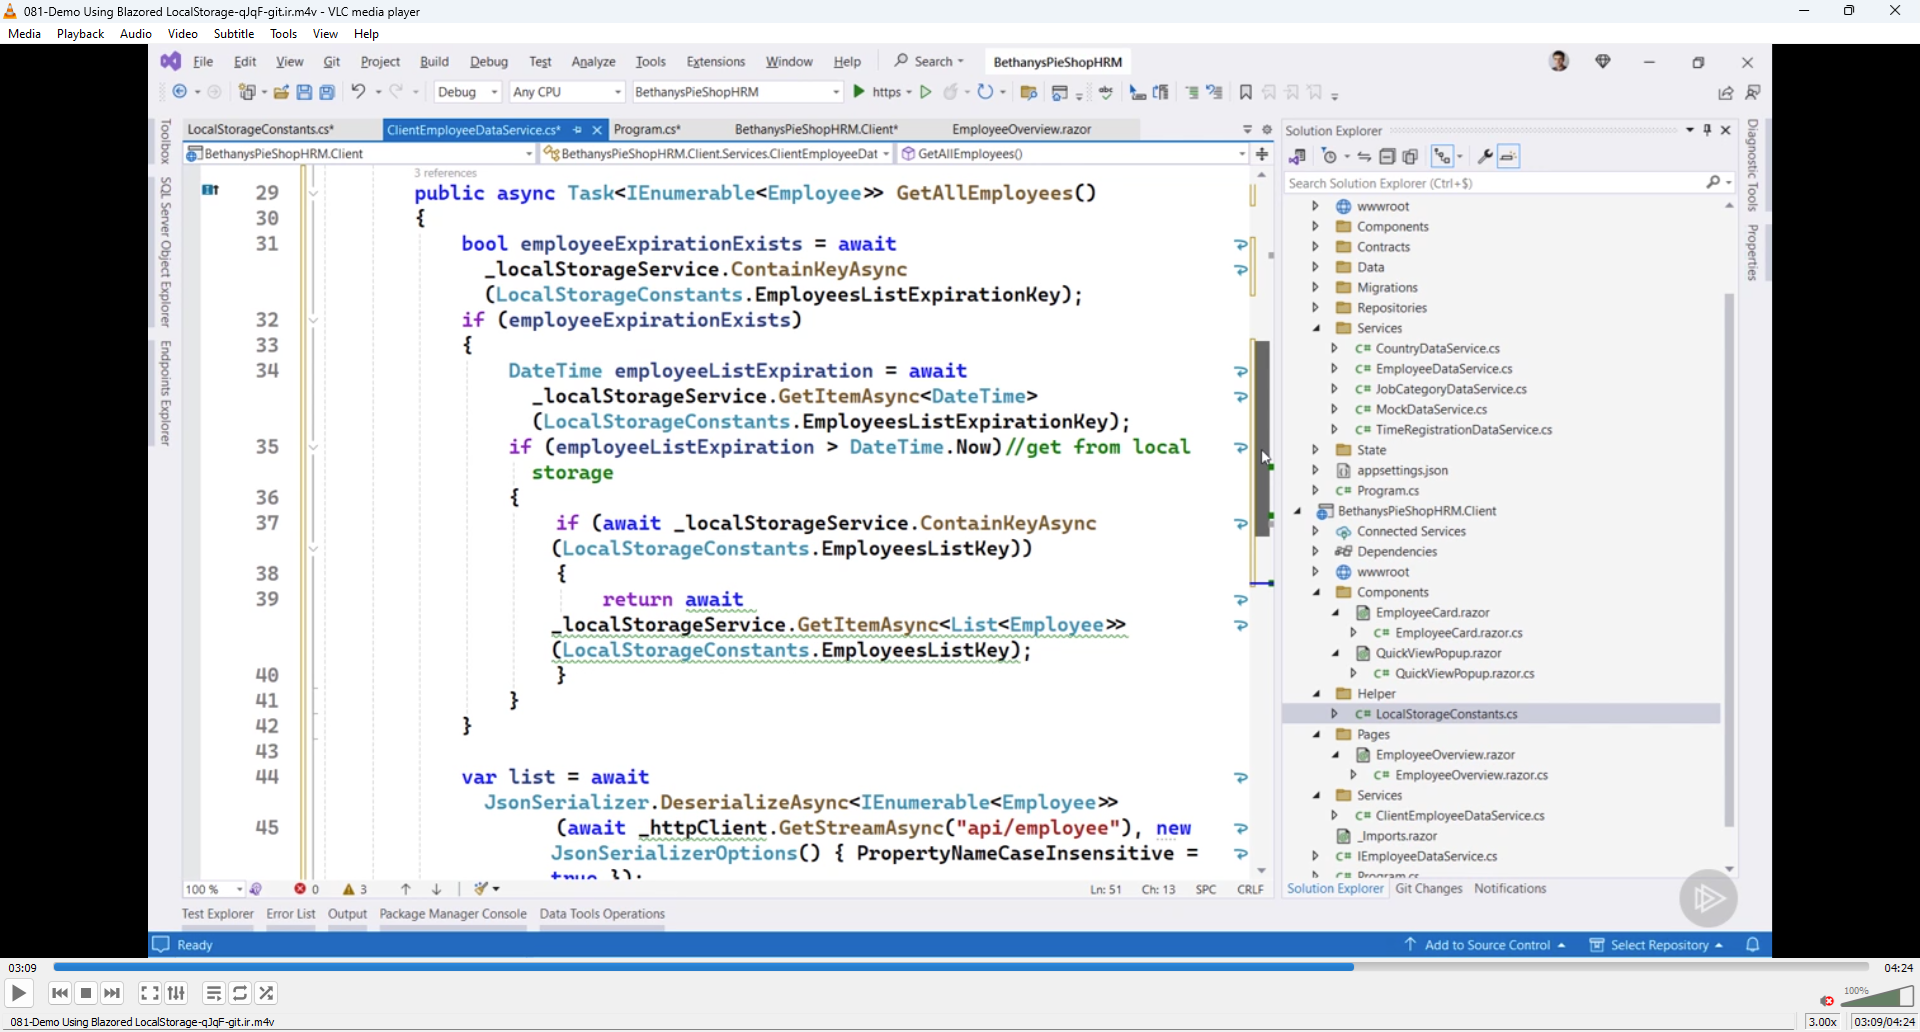 081-Demo Using Blazored LocalStorage-qJqF-git.ir.m4v - VLC media player
Media Playback Audio Video Subtitle Tools View Help
File Edit View Git Project Build Debug Test Analyze Tools Extensions Window Help Search BethanysPieShopHRM
Debug Any CPU BethanysPieShopHRM https
LocalStorageConstants.cs* ClientEmployeeDataService.cs* Program.cs* BethanysPieShopHRM.Client* EmployeeOverview.razor
BethanysPieShopHRM.Client BethanysPieShopHRM.Client.Services.ClientEmployeeDat GetAllEmployees()
Toolbox
SQL Server Object Explorer
Endpoints Explorer
3 references
29 public async Task<IEnumerable<Employee>> GetAllEmployees()
30 {
31 bool employeeExpirationExists = await
_localStorageService.ContainKeyAsync
(LocalStorageConstants.EmployeesListExpirationKey);
32 if (employeeExpirationExists)
33 {
34 DateTime employeeListExpiration = await
_localStorageService.GetItemAsync<DateTime>
(LocalStorageConstants.EmployeesListExpirationKey);
35 if (employeeListExpiration > DateTime.Now)//get from local
storage
36 {
37 if (await _localStorageService.ContainKeyAsync
(LocalStorageConstants.EmployeesListKey))
38 {
39 return await
_localStorageService.GetItemAsync<List<Employee>>
(LocalStorageConstants.EmployeesListKey);
40 }
41 }
42 }
43
44 var list = await
JsonSerializer.DeserializeAsync<IEnumerable<Employee>>
45 (await _httpClient.GetStreamAsync("api/employee"), new
JsonSerializerOptions() { PropertyNameCaseInsensitive =
true });
100 % 0 3 Ln: 51 Ch: 13 SPC CRLF
Solution Explorer
Search Solution Explorer (Ctrl+$)
wwwroot
Components
Contracts
Data
Migrations
Repositories
Services
C# CountryDataService.cs
C# EmployeeDataService.cs
C# JobCategoryDataService.cs
C# MockDataService.cs
C# TimeRegistrationDataService.cs
State
appsettings.json
C# Program.cs
BethanysPieShopHRM.Client
Connected Services
Dependencies
wwwroot
Components
EmployeeCard.razor
C# EmployeeCard.razor.cs
QuickViewPopup.razor
C# QuickViewPopup.razor.cs
Helper
C# LocalStorageConstants.cs
Pages
EmployeeOverview.razor
C# EmployeeOverview.razor.cs
Services
C# ClientEmployeeDataService.cs
_Imports.razor
C# IEmployeeDataService.cs
C# Program.cs
Solution Explorer Git Changes Notifications
Diagnostic Tools
Properties
Test Explorer Error List Output Package Manager Console Data Tools Operations
Ready Add to Source Control Select Repository
03:09 04:24
100%
081-Demo Using Blazored LocalStorage-qJqF-git.ir.m4v 3.00x 03:09/04:24